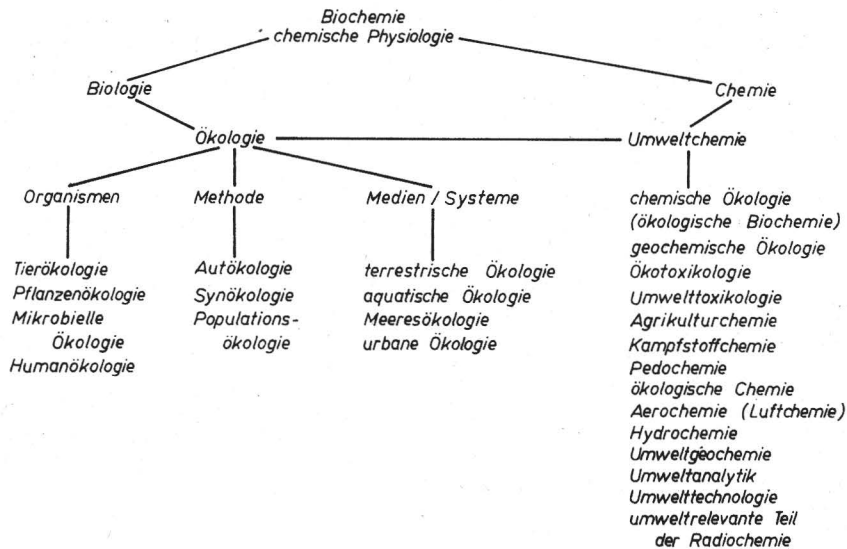 Biochemie
chemische Physiologie
Biologie
Chemie
Ökologie
Umweltchemie
Organismen
Methode
Medien / Systeme
Tierökologie
Pflanzenökologie
Mikrobielle
Ökologie
Humanökologie
Autökologie
Synökologie
Populations-
ökologie
terrestrische Ökologie
aquatische Ökologie
Meeresökologie
urbane Ökologie
chemische Ökologie
(ökologische Biochemie)
geochemische Ökologie
Ökotoxikologie
Umwelttoxikologie
Agrikulturchemie
Kampfstoffchemie
Pedochemie
ökologische Chemie
Aerochemie (Luftchemie)
Hydrochemie
Umweltgeochemie
Umweltanalytik
Umwelttechnologie
umweltrelevante Teil
der Radiochemie